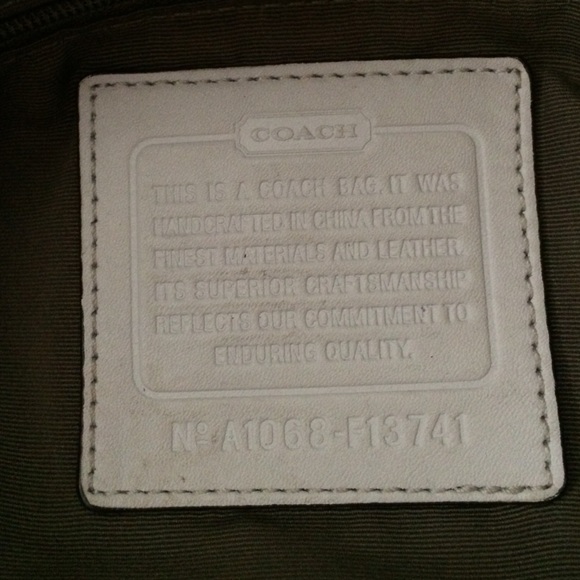 COACH
THIS IS A COACH BAG. IT WAS
HANDCRAFTED IN CHINA FROM THE
FINEST MATERIALS AND LEATHER.
ITS SUPERIOR CRAFTSMANSHIP
REFLECTS OUR COMMITMENT TO
ENDURING QUALITY.
Nº A1068-F13741